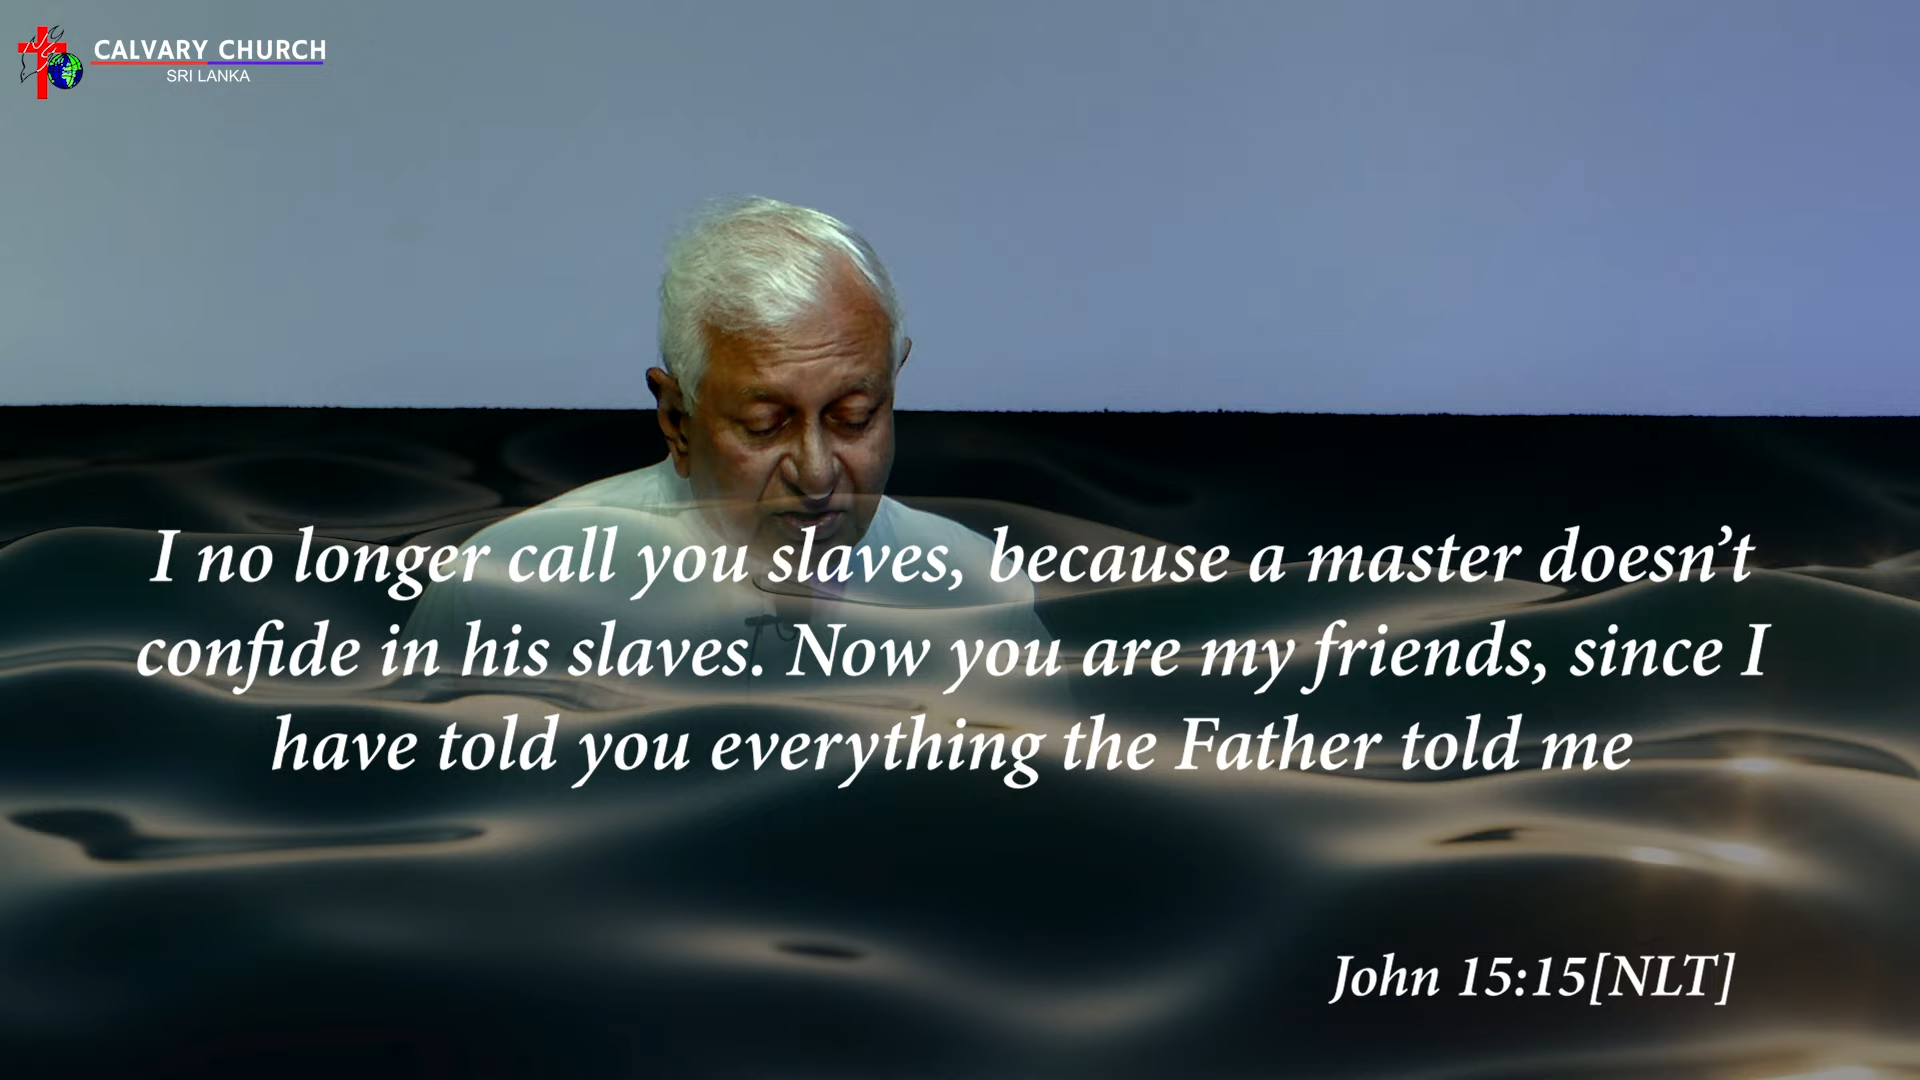 CALVARY CHURCH
SRI LANKA
I no longer call you slaves, because a master doesn’t
confide in his slaves. Now you are my friends, since I
have told you everything the Father told me
John 15:15[NLT]